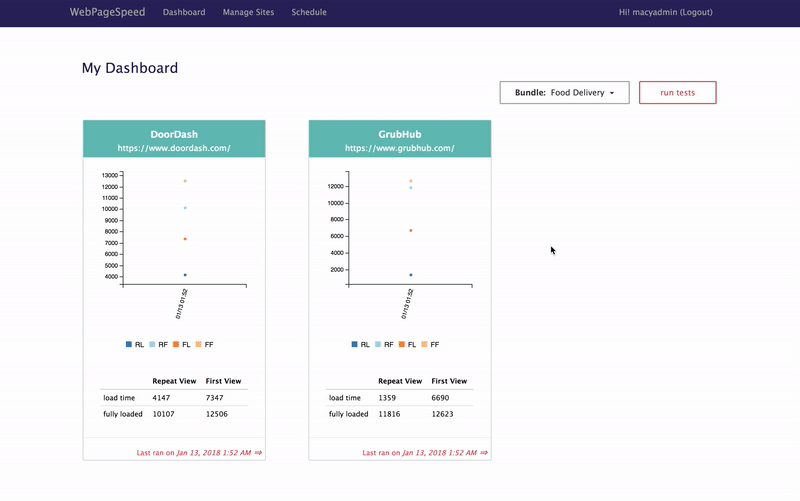 WebPageSpeed Dashboard Manage Sites Schedule Hi! macyadmin (Logout)
My Dashboard
Bundle: Food Delivery
run tests
DoorDash
https://www.doordash.com/
13000
12000
11000
10000
9000
8000
7000
6000
5000
4000
01/13 01:52
RL RF FL FF
Repeat View First View
load time 4147 7347
fully loaded 10107 12506
Last ran on Jan 13, 2018 1:52 AM ⇒
GrubHub
https://www.grubhub.com/
12000
10000
8000
6000
4000
2000
01/13 01:52
RL RF FL FF
Repeat View First View
load time 1359 6690
fully loaded 11816 12623
Last ran on Jan 13, 2018 1:52 AM ⇒